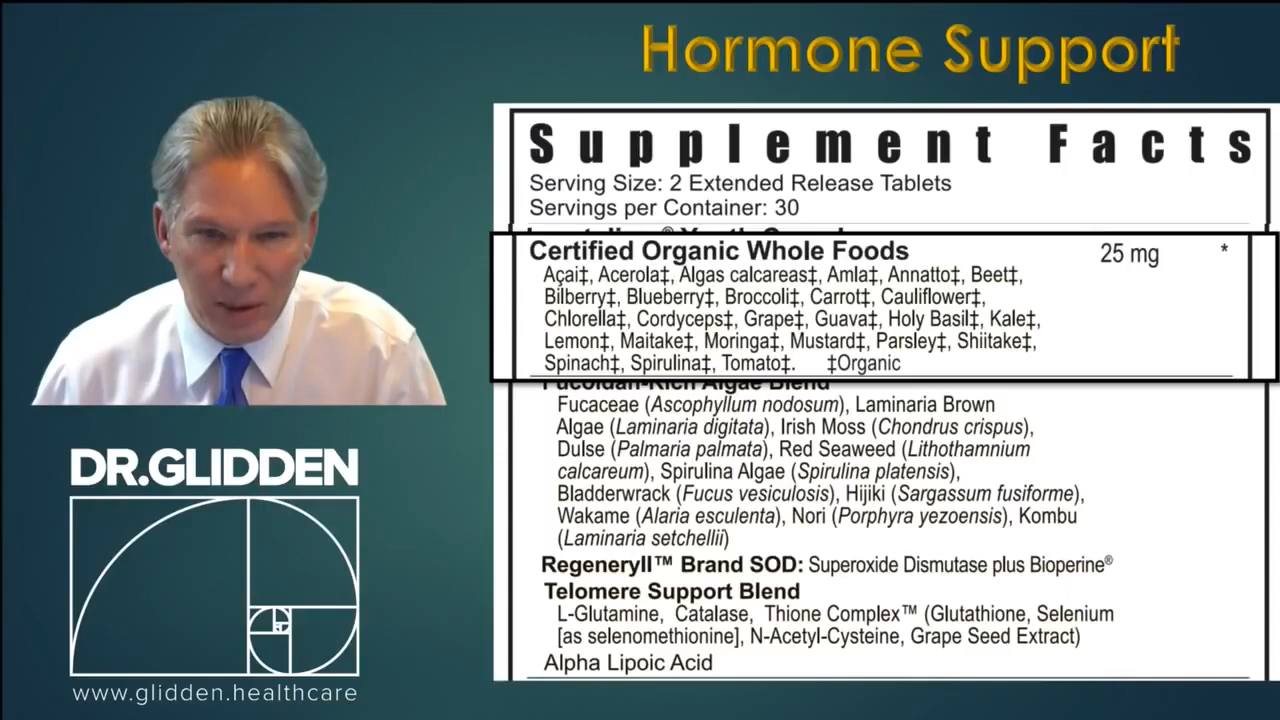 Hormone Support
Supplement Facts
Serving Size: 2 Extended Release Tablets
Servings per Container: 30
Certified Organic Whole Foods 25 mg *
Açai‡, Acerola‡, Algas calcareas‡, Amla‡, Annatto‡, Beet‡,
Bilberry‡, Blueberry‡, Broccoli‡, Carrot‡, Cauliflower‡,
Chlorella‡, Cordyceps‡, Grape‡, Guava‡, Holy Basil‡, Kale‡,
Lemon‡, Maitake‡, Moringa‡, Mustard‡, Parsley‡, Shiitake‡,
Spinach‡, Spirulina‡, Tomato‡. ‡Organic
Fucoidan-Rich Algae Blend
Fucaceae (Ascophyllum nodosum), Laminaria Brown
Algae (Laminaria digitata), Irish Moss (Chondrus crispus),
Dulse (Palmaria palmata), Red Seaweed (Lithothamnium
calcareum), Spirulina Algae (Spirulina platensis),
Bladderwrack (Fucus vesiculosis), Hijiki (Sargassum fusiforme),
Wakame (Alaria esculenta), Nori (Porphyra yezoensis), Kombu
(Laminaria setchellii)
Regeneryll™ Brand SOD: Superoxide Dismutase plus Bioperine®
Telomere Support Blend
L-Glutamine, Catalase, Thione Complex™ (Glutathione, Selenium
[as selenomethionine], N-Acetyl-Cysteine, Grape Seed Extract)
Alpha Lipoic Acid
DR.GLIDDEN
www.glidden.healthcare